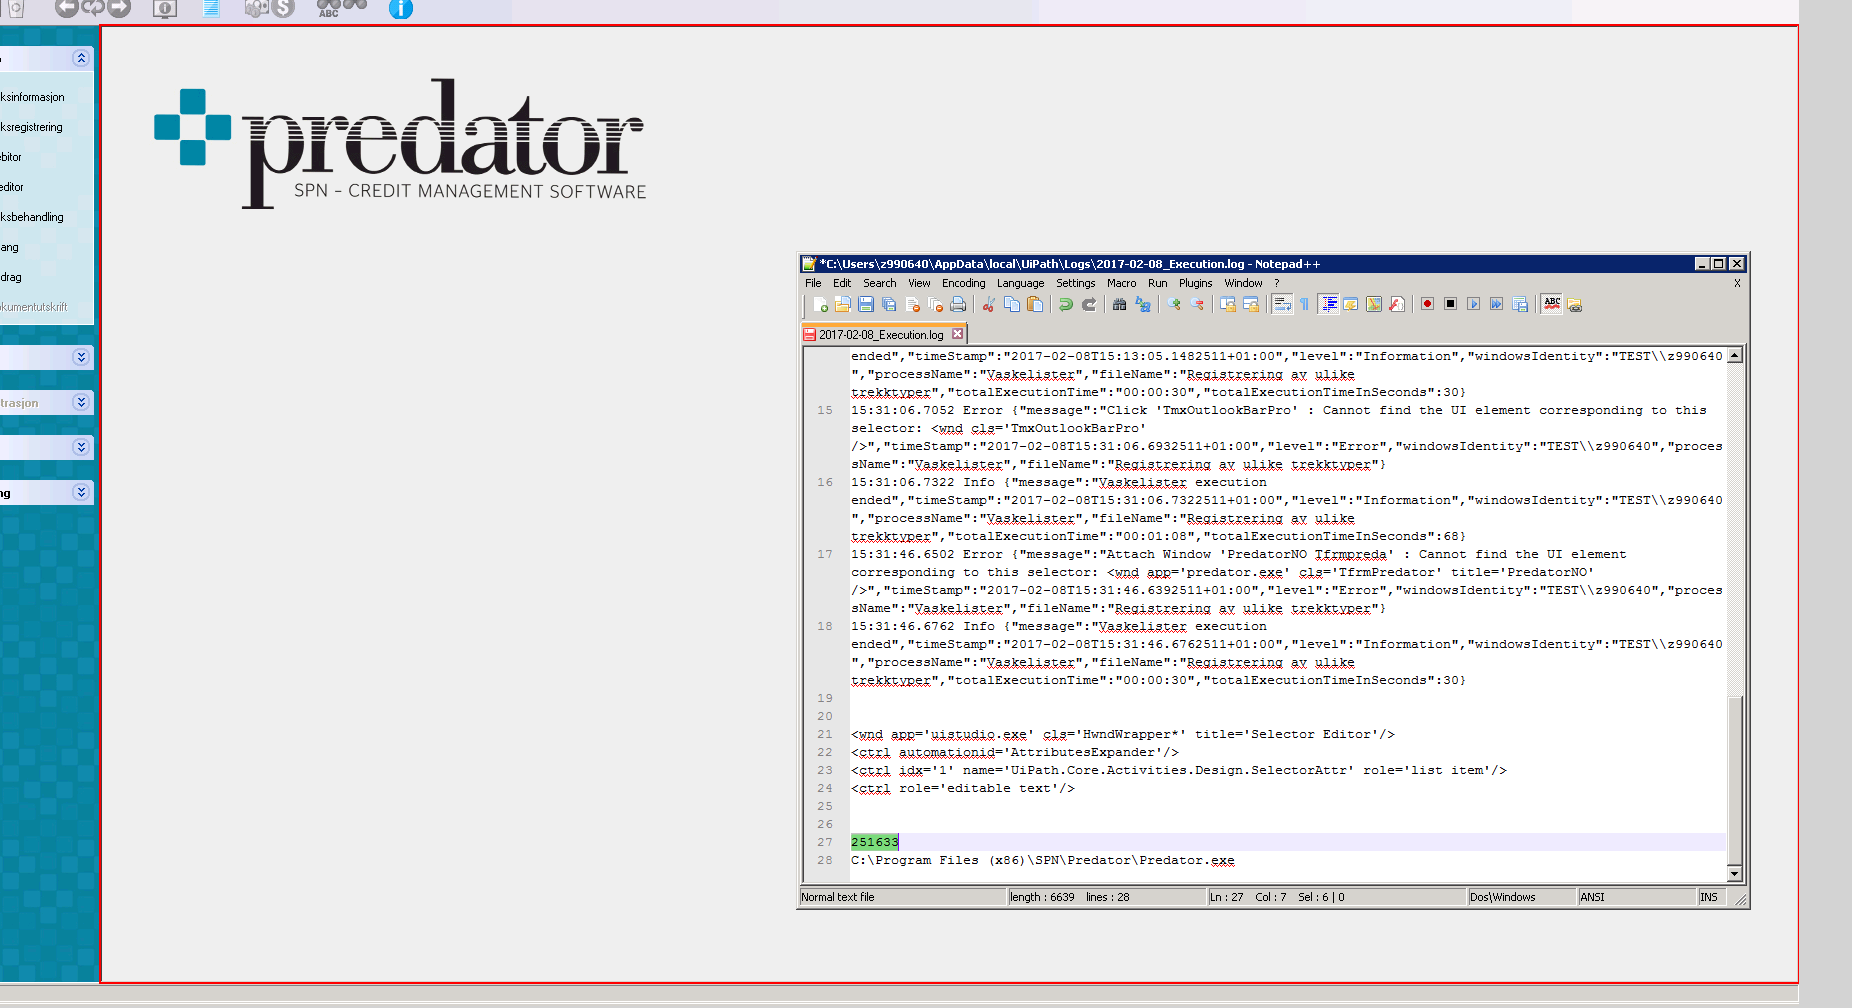 ABC
ksinformasjon
ksregistrering
ebitor
editor
ksbehandling
ang
drag
okumentutskrift
trasjon
ng
predator
SPN - CREDIT MANAGEMENT SOFTWARE
*C:\Users\z990640\AppData\local\UiPath\Logs\2017-02-08_Execution.log - Notepad++
File Edit Search View Encoding Language Settings Macro Run Plugins Window ? X
ABC
2017-02-08_Execution.log
ended","timeStamp":"2017-02-08T15:13:05.1482511+01:00","level":"Information","windowsIdentity":"TEST\\z990640
","processName":"Vaskelister","fileName":"Registrering av ulike
trekktyper","totalExecutionTime":"00:00:30","totalExecutionTimeInSeconds":30}
15 15:31:06.7052 Error {"message":"Click 'TmxOutlookBarPro' : Cannot find the UI element corresponding to this
selector: <wnd cls='TmxOutlookBarPro'
/>","timeStamp":"2017-02-08T15:31:06.6932511+01:00","level":"Error","windowsIdentity":"TEST\\z990640","proces
sName":"Vaskelister","fileName":"Registrering av ulike trekktyper"}
16 15:31:06.7322 Info {"message":"Vaskelister execution
ended","timeStamp":"2017-02-08T15:31:06.7322511+01:00","level":"Information","windowsIdentity":"TEST\\z990640
","processName":"Vaskelister","fileName":"Registrering av ulike
trekktyper","totalExecutionTime":"00:01:08","totalExecutionTimeInSeconds":68}
17 15:31:46.6502 Error {"message":"Attach Window 'PredatorNO Tfrmpreda' : Cannot find the UI element
corresponding to this selector: <wnd app='predator.exe' cls='TfrmPredator' title='PredatorNO'
/>","timeStamp":"2017-02-08T15:31:46.6392511+01:00","level":"Error","windowsIdentity":"TEST\\z990640","proces
sName":"Vaskelister","fileName":"Registrering av ulike trekktyper"}
18 15:31:46.6762 Info {"message":"Vaskelister execution
ended","timeStamp":"2017-02-08T15:31:46.6762511+01:00","level":"Information","windowsIdentity":"TEST\\z990640
","processName":"Vaskelister","fileName":"Registrering av ulike
trekktyper","totalExecutionTime":"00:00:30","totalExecutionTimeInSeconds":30}
19
20
21 <wnd app='uistudio.exe' cls='HwndWrapper*' title='Selector Editor'/>
22 <ctrl automationid='AttributesExpander'/>
23 <ctrl idx='1' name='UiPath.Core.Activities.Design.SelectorAttr' role='list item'/>
24 <ctrl role='editable text'/>
25
26
27 251633
28 C:\Program Files (x86)\SPN\Predator\Predator.exe
Normal text file length : 6639 lines : 28 Ln : 27 Col : 7 Sel : 6 | 0 Dos\Windows ANSI INS